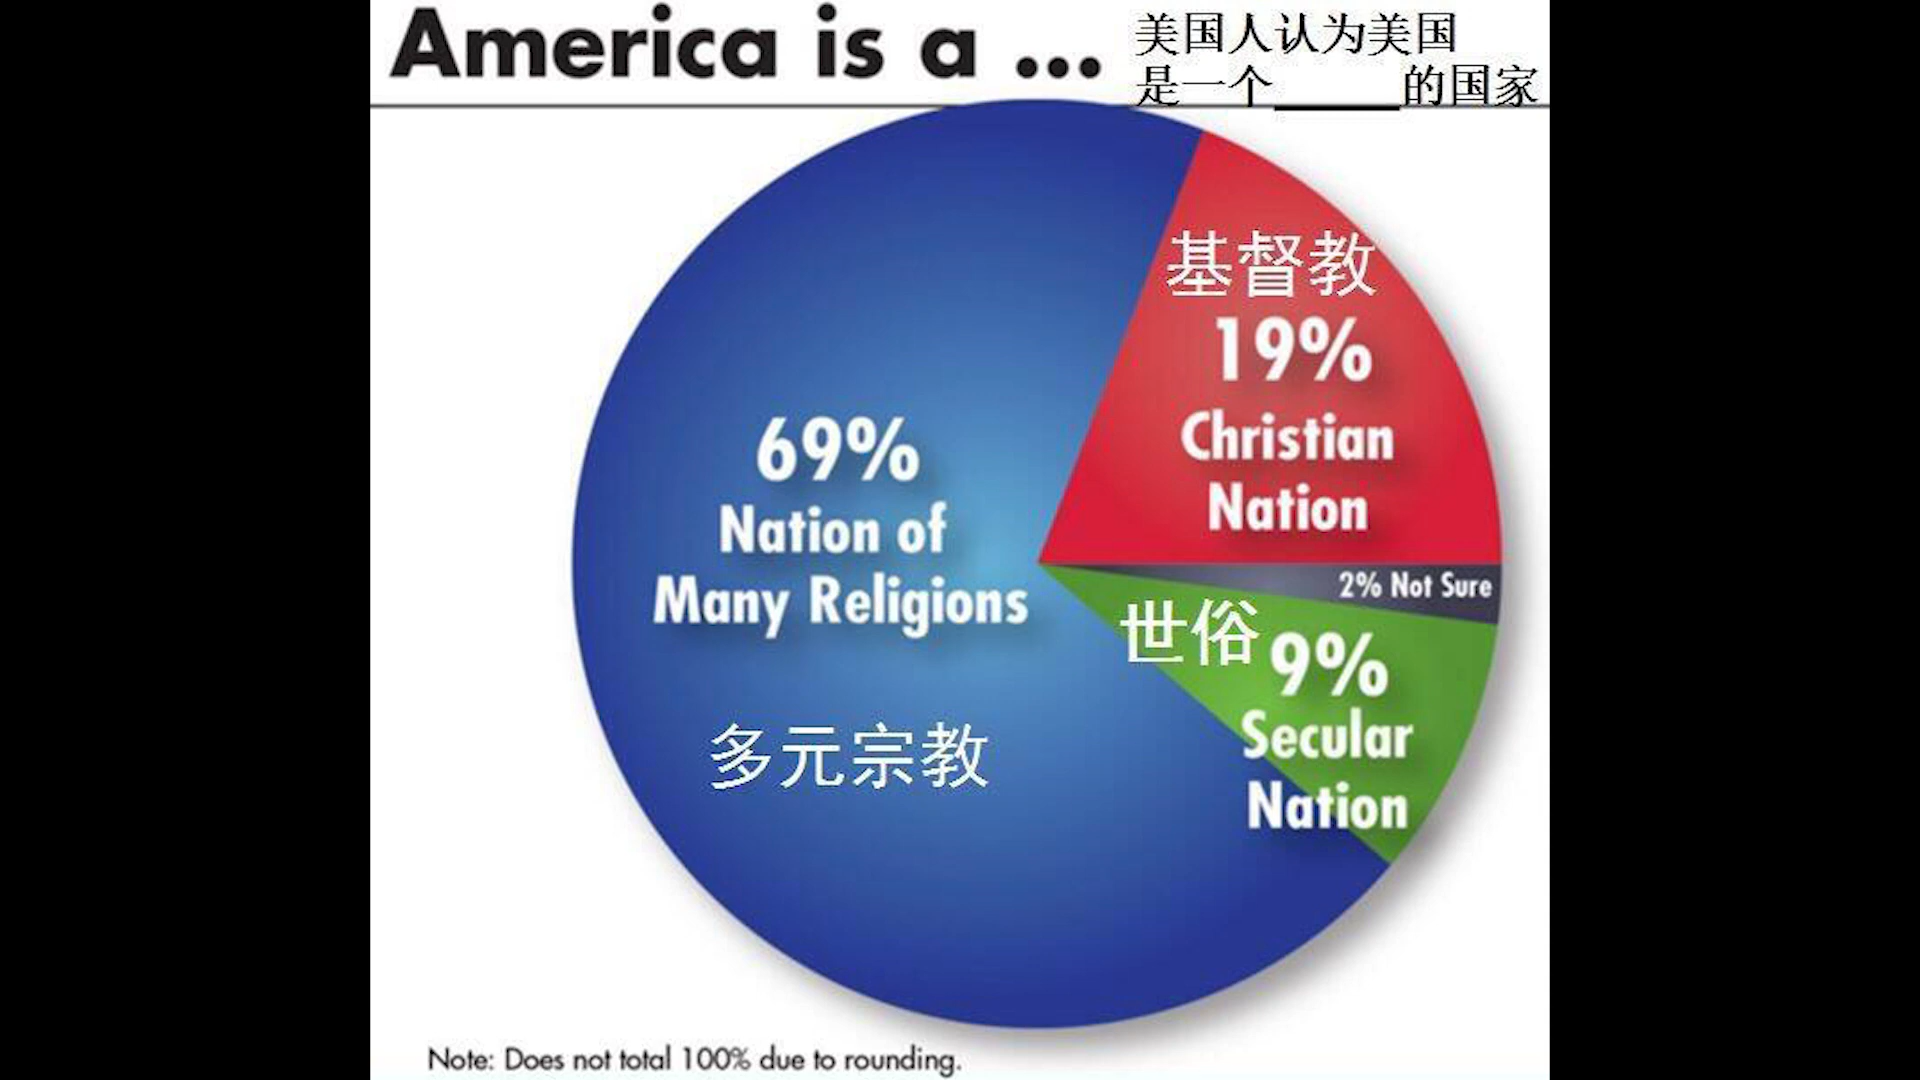 America is a ...
美国人认为美国
是一个_____的国家
基督教
19%
Christian
Nation
69%
Nation of
Many Religions
多元宗教
2% Not Sure
世俗
9%
Secular
Nation
Note: Does not total 100% due to rounding.